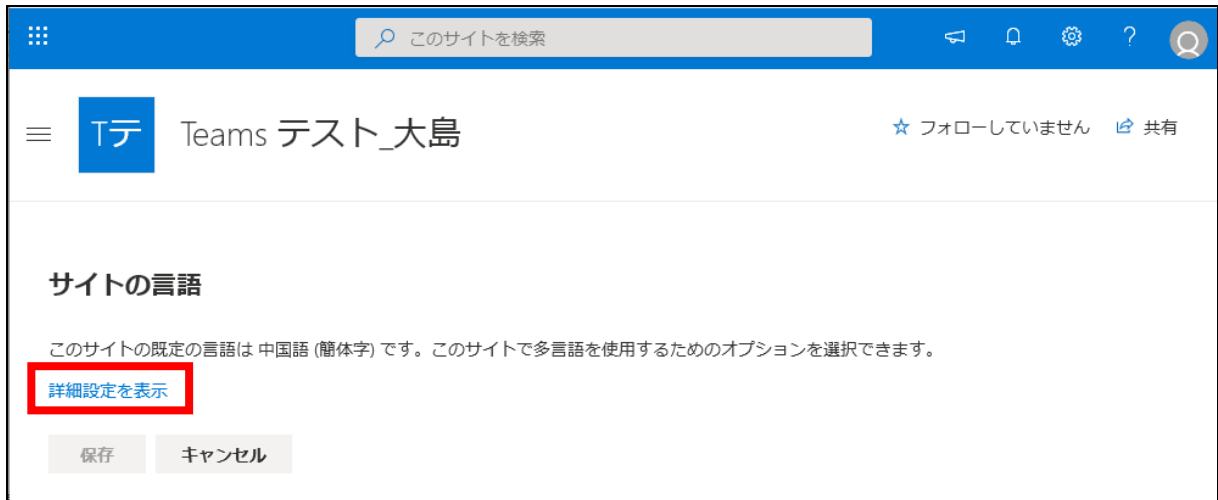 このサイトを検索
?
Tテ
Teams テスト_大島
フォローしていません
共有
サイトの言語
このサイトの既定の言語は 中国語 (簡体字) です。このサイトで多言語を使用するためのオプションを選択できます。
詳細設定を表示
保存
キャンセル